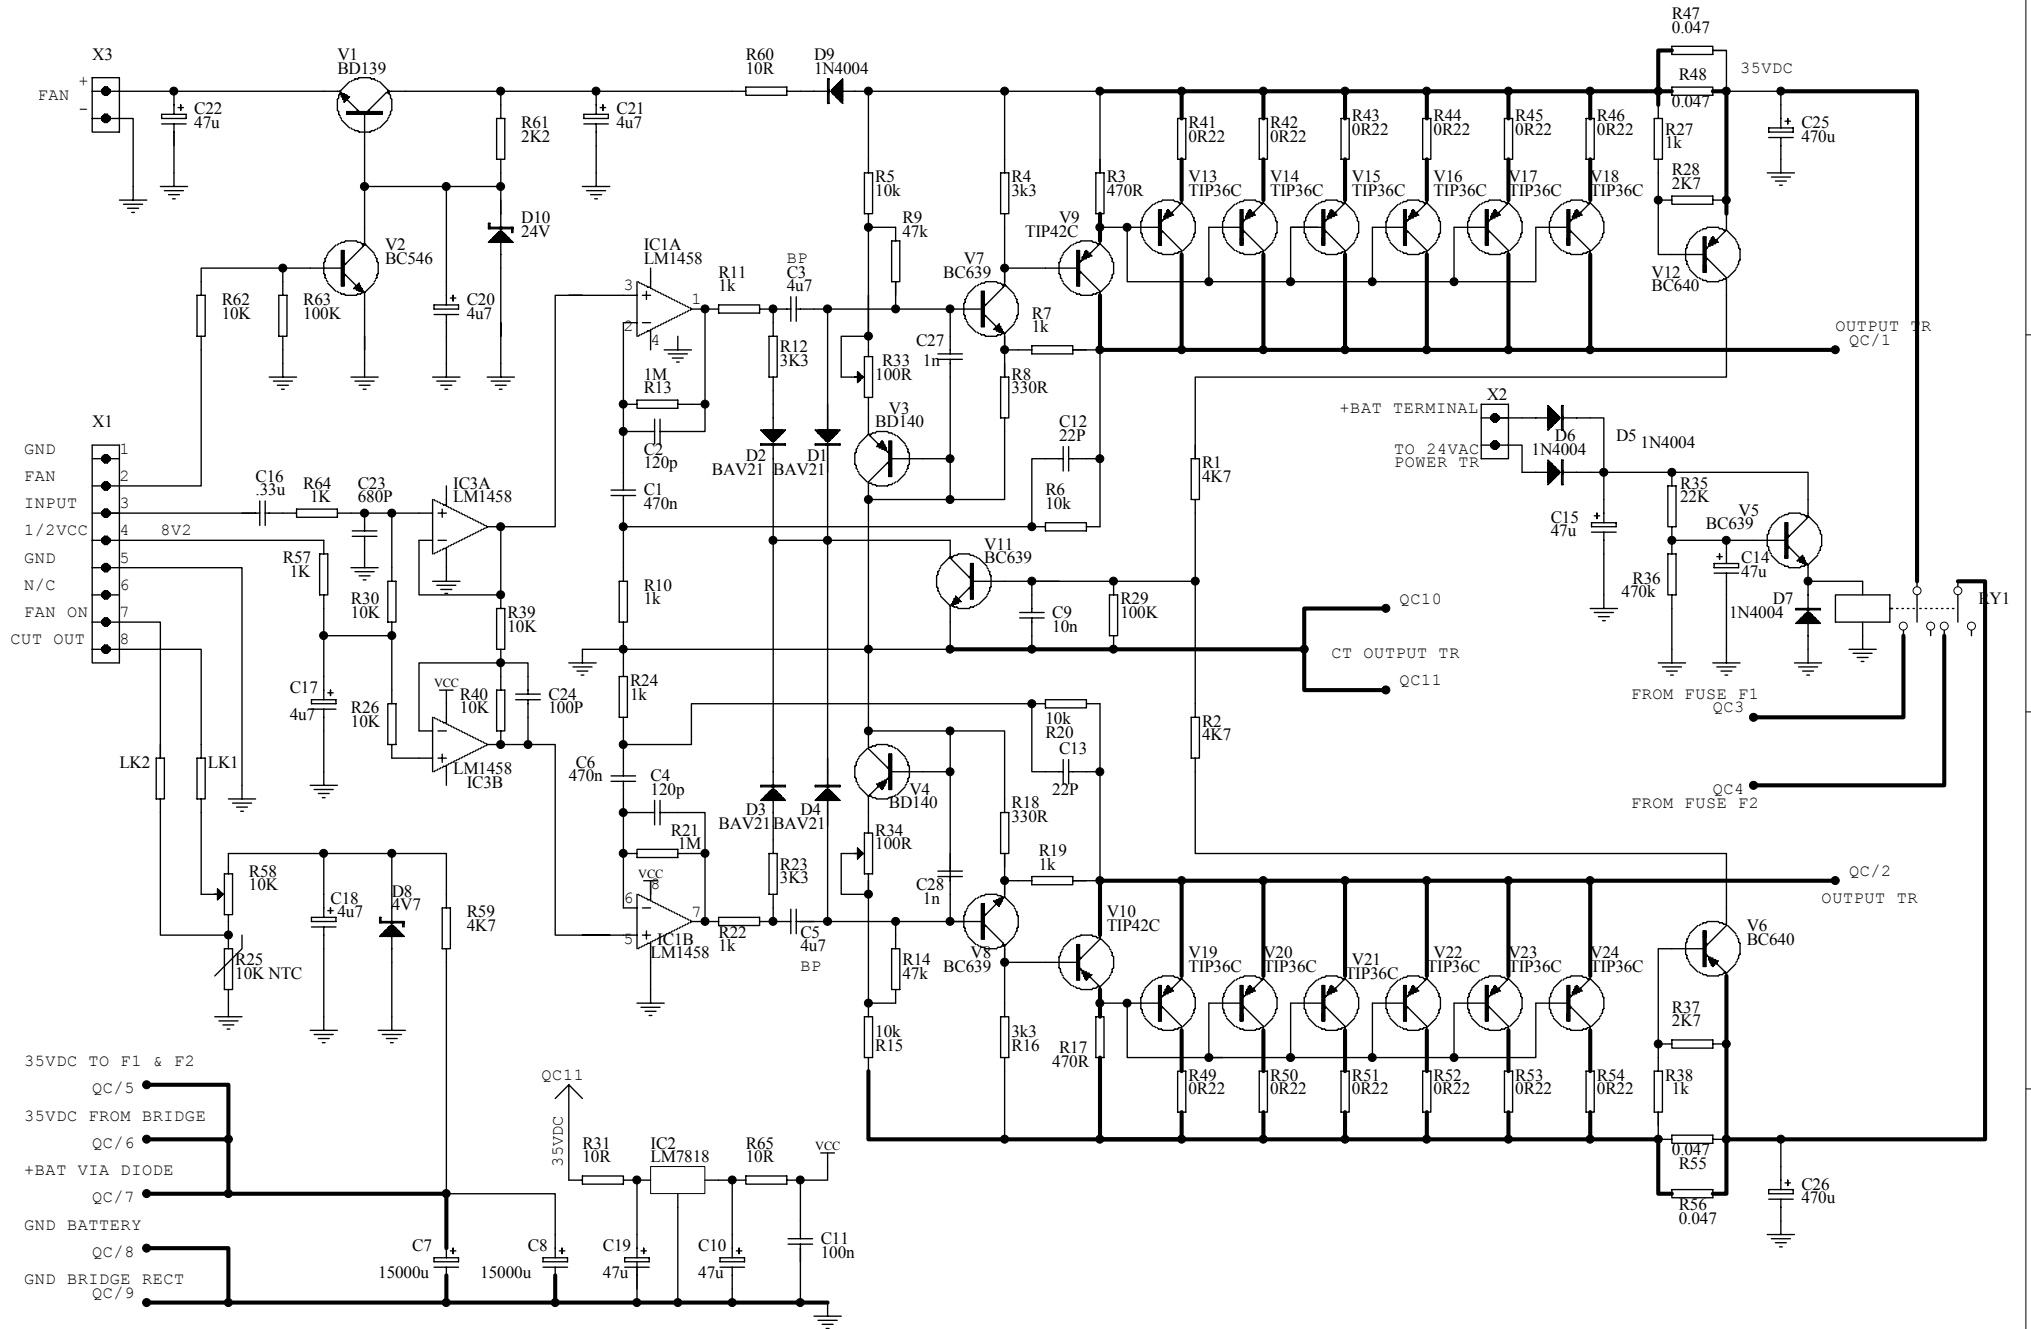 X3
+
-
FAN
C22
47u
V1
BD139
R61
2K2
C21
4u7
R60
10R
D9
1N4004
V2
BC546
D10
24V
C20
4u7
R62
10K
R63
100K
IC1A
LM1458
3
2
1
4
R11
1k
BP
C3
4u7
R12
3K3
1M
R13
C2
120p
D2
BAV21
D1
BAV21
C1
470n
R5
10k
R9
47k
R33
100R
V3
BD140
C27
1n
V7
BC639
R4
3k3
R3
470R
V9
TIP42C
R7
1k
R8
330R
C12
22P
R6
10k
R41
0R22
R42
0R22
R43
0R22
R44
0R22
R45
0R22
R46
0R22
V13
TIP36C
V14
TIP36C
V15
TIP36C
V16
TIP36C
V17
TIP36C
V18
TIP36C
R47
0.047
R48
0.047
35VDC
R27
1k
R28
2K7
C25
470u
V12
BC640
OUTPUT TR
QC/1
X1
GND
1
FAN
2
INPUT
3
1/2VCC
4
8V2
GND
5
N/C
6
FAN ON
7
CUT OUT
8
C16
.33u
R64
1K
C23
680P
IC3A
LM1458
R57
1K
R30
10K
R39
10K
C17
4u7
R26
10K
VCC
R40
10K
C24
100P
LM1458
IC3B
LK2
LK1
R10
1k
R24
1k
C6
470n
C4
120p
R21
1M
VCC
8
6
5
7
IC1B
LM1458
D3
BAV21
D4
BAV21
R23
3K3
R22
1k
C5
4u7
BP
V11
BC639
C9
10n
R29
100K
R1
4K7
R2
4K7
QC10
CT OUTPUT TR
QC11
X2
+BAT TERMINAL
TO 24VAC
POWER TR
D6
1N4004
D5
1N4004
C15
47u
R35
22K
R36
470k
V5
BC639
C14
47u
D7
1N4004
RY1
FROM FUSE F1
QC3
QC4
FROM FUSE F2
10k
R20
C13
22P
V4
BD140
R34
100R
C28
1n
R18
330R
R19
1k
V8
BC639
R14
47k
10k
R15
3k3
R16
V10
TIP42C
R17
470R
QC/2
OUTPUT TR
V19
TIP36C
V20
TIP36C
V21
TIP36C
V22
TIP36C
V23
TIP36C
V24
TIP36C
R49
0R22
R50
0R22
R51
0R22
R52
0R22
R53
0R22
R54
0R22
V6
BC640
R37
2K7
R38
1k
0.047
R55
R56
0.047
C26
470u
R58
10K
R25
10K NTC
C18
4u7
D8
4V7
R59
4K7
35VDC TO F1 & F2
QC/5
35VDC FROM BRIDGE
QC/6
+BAT VIA DIODE
QC/7
GND BATTERY
QC/8
GND BRIDGE RECT
QC/9
C7
15000u
C8
15000u
QC11
35VDC
R31
10R
IC2
LM7818
R65
10R
VCC
C19
47u
C10
47u
C11
100n